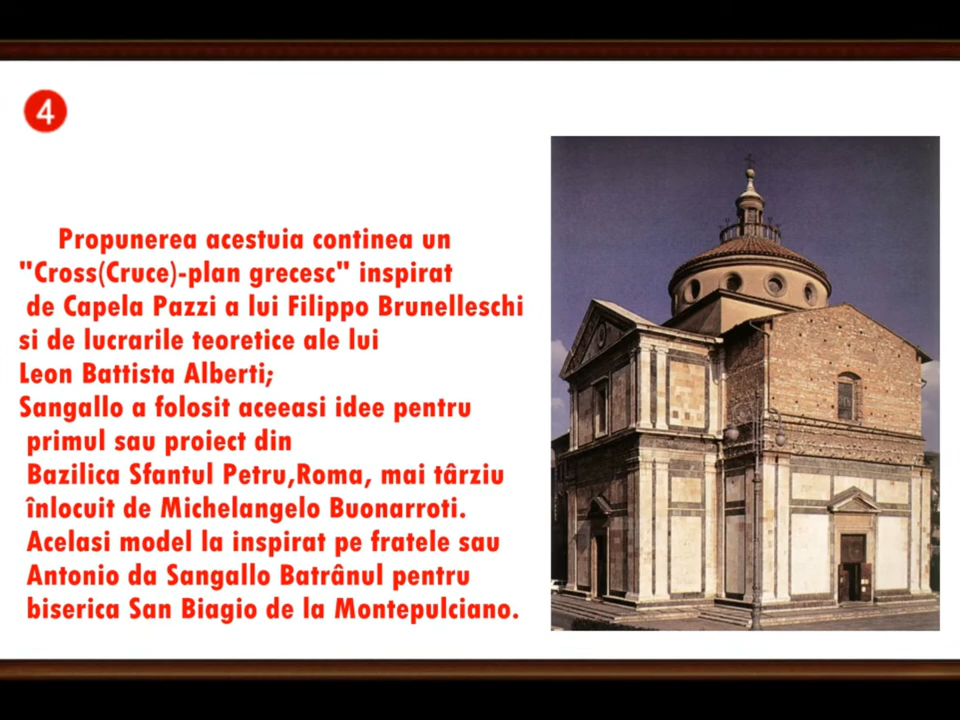 4
Propunerea acestuia continea un
"Cross(Cruce)-plan grecesc" inspirat
de Capela Pazzi a lui Filippo Brunelleschi
si de lucrarile teoretice ale lui
Leon Battista Alberti;
Sangallo a folosit aceeasi idee pentru
primul sau proiect din
Bazilica Sfantul Petru,Roma, mai târziu
înlocuit de Michelangelo Buonarroti.
Acelasi model la inspirat pe fratele sau
Antonio da Sangallo Batrânul pentru
biserica San Biagio de la Montepulciano.